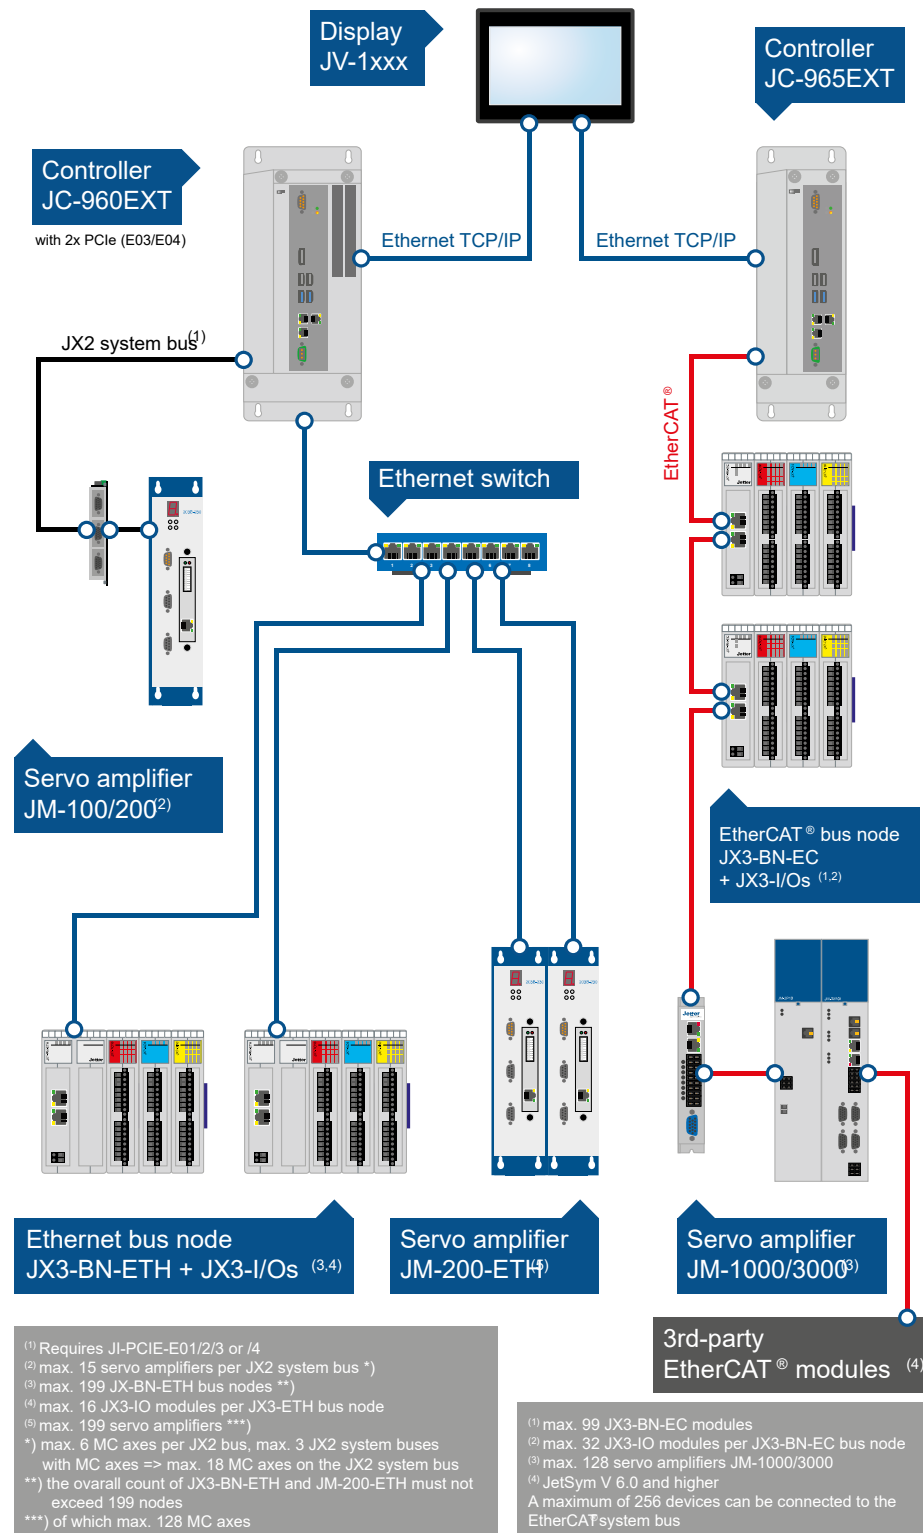 Display
JV-1xxx
Controller
JC-965EXT
Controller
JC-960EXT
with 2x PCIe (E03/E04)
Ethernet TCP/IP
Ethernet TCP/IP
JX2 system bus(1)
EtherCAT®
Ethernet switch
Jetter
1 2 3
8
Jetter
Servo amplifier
JM-100/200(2)
EtherCAT® bus node
JX3-BN-EC
+ JX3-I/Os (1,2)
Jetter
Jetter
Jetter
Ethernet bus node
JX3-BN-ETH + JX3-I/Os (3,4)
Servo amplifier
JM-200-ETH(5)
Servo amplifier
JM-1000/3000(3)
3rd-party
EtherCAT® modules (4)
(1) Requires JI-PCIE-E01/2/3 or /4
(2) max. 15 servo amplifiers per JX2 system bus *)
(3) max. 199 JX-BN-ETH bus nodes **)
(4) max. 16 JX3-IO modules per JX3-ETH bus node
(5) max. 199 servo amplifiers ***)
*) max. 6 MC axes per JX2 bus, max. 3 JX2 system buses
with MC axes => max. 18 MC axes on the JX2 system bus
**) the ovarall count of JX3-BN-ETH and JM-200-ETH must not
exceed 199 nodes
***) of which max. 128 MC axes
(1) max. 99 JX3-BN-EC modules
(2) max. 32 JX3-IO modules per JX3-BN-EC bus node
(3) max. 128 servo amplifiers JM-1000/3000
(4) JetSym V 6.0 and higher
A maximum of 256 devices can be connected to the
EtherCAT® system bus